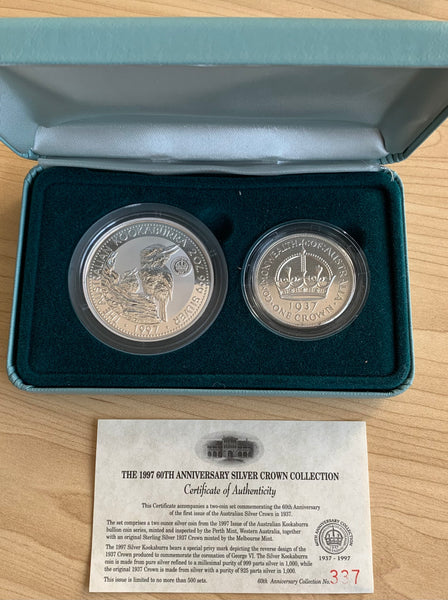 THE AUSTRALIAN KOOKABURRA 2 OZ 999 SILVER
1997
COMMONWEALTH·OF·AUSTRALIA
1937
ONE CROWN
THE 1997 60TH ANNIVERSARY SILVER CROWN COLLECTION
Certificate of Authenticity
This Certificate accompanies a two-coin set commemorating the 60th Anniversary
of the first issue of the Australian Silver Crown in 1937.
The set comprises a two ounce silver coin from the 1997 Issue of the Australian Kookaburra
bullion coin series, minted and inspected by the Perth Mint, Western Australia, together
with an original Sterling Silver 1937 Crown minted by the Melbourne Mint.
The 1997 Silver Kookaburra bears a special privy mark depicting the reverse design of the
1937 Crown produced to commemorate the coronation of George VI. The Silver Kookaburra
coin is made from pure silver refined to a millesimal purity of 999 parts silver in 1,000, while
the original 1937 Crown is made from silver with a purity of 925 parts silver in 1,000.
This issue is limited to no more than 500 sets.
60th Anniversary Collection No. 337
60TH ANNIVERSARY COLLECTION
1937 - 1997